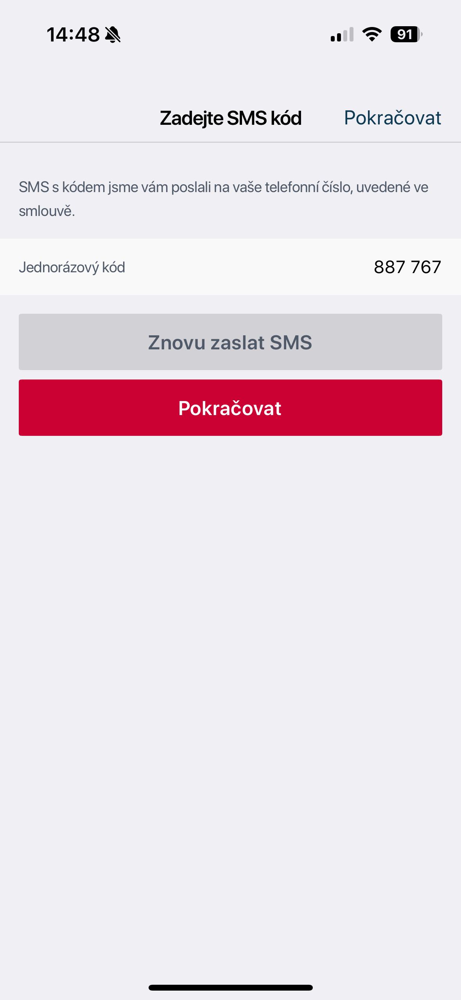 14:48
91
Zadejte SMS kód
Pokračovat
SMS s kódem jsme vám poslali na vaše telefonní číslo, uvedené ve
smlouvě.
Jednorázový kód
887 767
Znovu zaslat SMS
Pokračovat